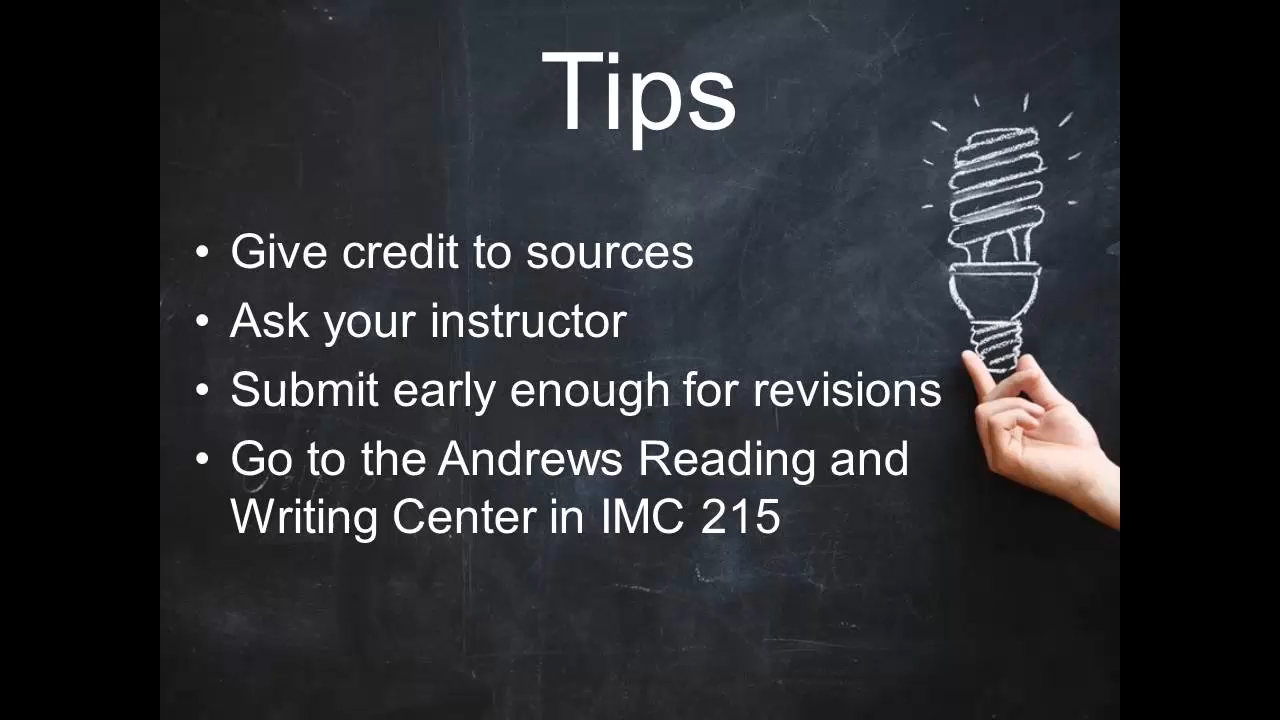 Tips
• Give credit to sources
• Ask your instructor
• Submit early enough for revisions
• Go to the Andrews Reading and
Writing Center in IMC 215